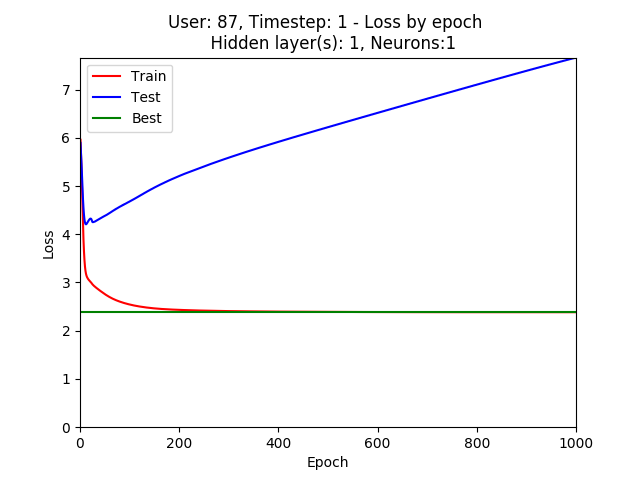 User: 87, Timestep: 1 - Loss by epoch
Hidden layer(s): 1, Neurons:1
Train
Test
Best
7
6
5
4
3
2
1
0
Loss
0 200 400 600 800 1000
Epoch